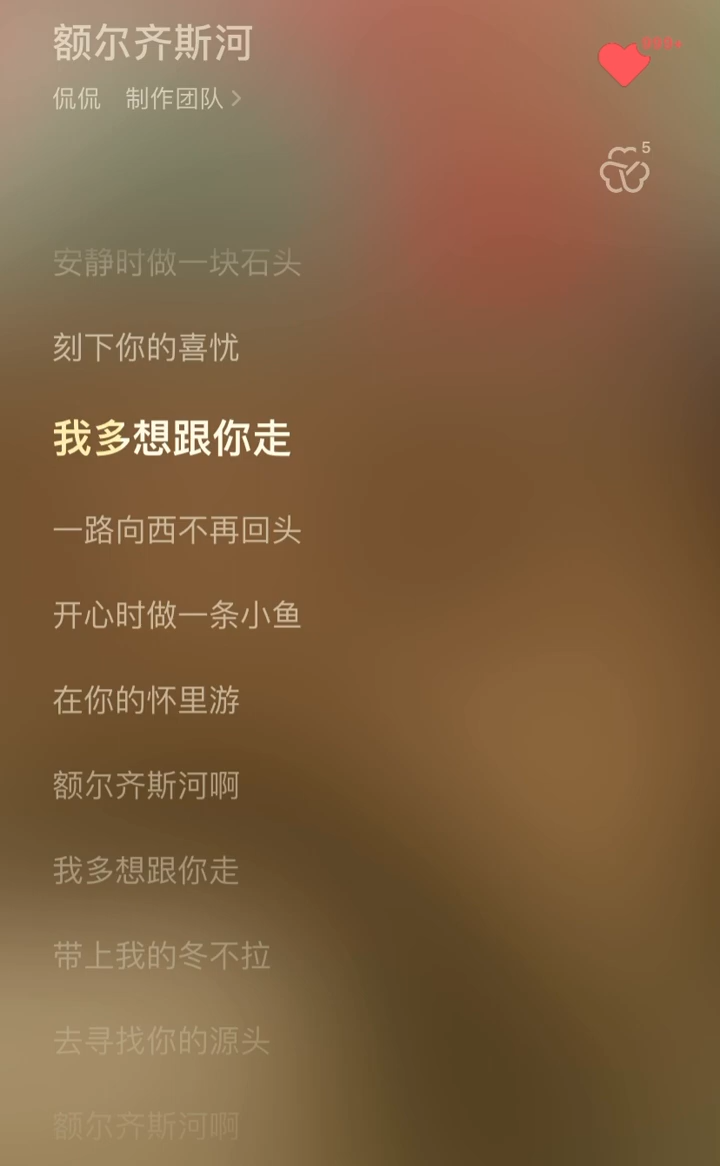 额尔齐斯河
侃侃 制作团队
5
安静时做一块石头
刻下你的喜忧
我多想跟你走
一路向西不再回头
开心时做一条小鱼
在你的怀里游
额尔齐斯河啊
我多想跟你走
带上我的冬不拉
去寻找你的源头
额尔齐斯河啊